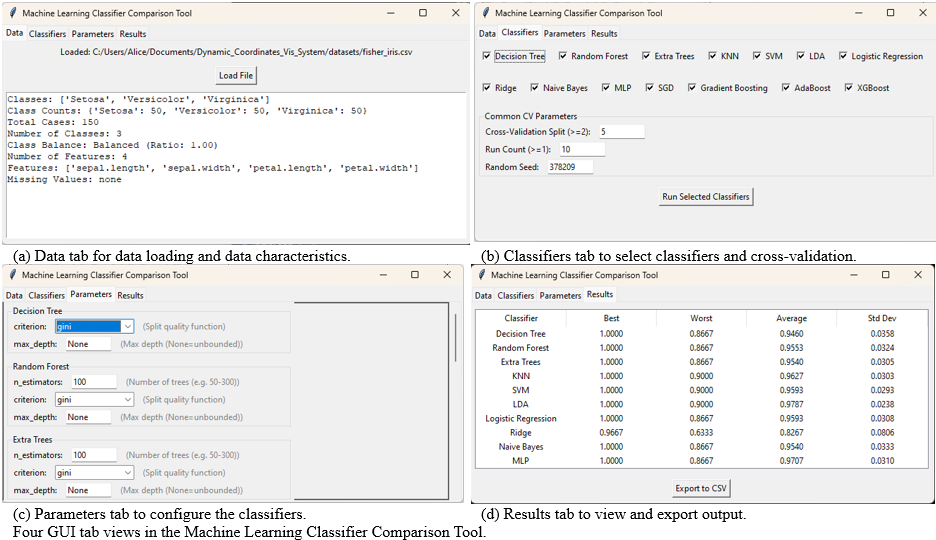 Machine Learning Classifier Comparison Tool
Data Classifiers Parameters Results
Loaded: C:/Users/Alice/Documents/Dynamic_Coordinates_Vis_System/datasets/fisher_iris.csv
Load File
Classes: ['Setosa', 'Versicolor', 'Virginica']
Class Counts: {'Setosa': 50, 'Versicolor': 50, 'Virginica': 50}
Total Cases: 150
Number of Classes: 3
Class Balance: Balanced (Ratio: 1.00)
Number of Features: 4
Features: ['sepal.length', 'sepal.width', 'petal.length', 'petal.width']
Missing Values: none
(a) Data tab for data loading and data characteristics.
Machine Learning Classifier Comparison Tool
Data Classifiers Parameters Results
Decision Tree Random Forest Extra Trees KNN SVM LDA Logistic Regression
Ridge Naive Bayes MLP SGD Gradient Boosting AdaBoost XGBoost
Common CV Parameters
Cross-Validation Split (>=2): 5
Run Count (>=1): 10
Random Seed: 378209
Run Selected Classifiers
(b) Classifiers tab to select classifiers and cross-validation.
Machine Learning Classifier Comparison Tool
Data Classifiers Parameters Results
Decision Tree
criterion: gini (Split quality function)
max_depth: None (Max depth (None=unbounded))
Random Forest
n_estimators: 100 (Number of trees (e.g. 50-300))
criterion: gini (Split quality function)
max_depth: None (Max depth (None=unbounded))
Extra Trees
n_estimators: 100 (Number of trees (e.g. 50-300))
criterion: gini (Split quality function)
max_depth: None (Max depth (None=unbounded))
(c) Parameters tab to configure the classifiers.
Machine Learning Classifier Comparison Tool
Data Classifiers Parameters Results
Classifier Best Worst Average Std Dev
Decision Tree 1.0000 0.8667 0.9460 0.0358
Random Forest 1.0000 0.8667 0.9553 0.0324
Extra Trees 1.0000 0.8667 0.9540 0.0305
KNN 1.0000 0.9000 0.9627 0.0303
SVM 1.0000 0.9000 0.9593 0.0293
LDA 1.0000 0.9000 0.9787 0.0238
Logistic Regression 1.0000 0.8667 0.9593 0.0308
Ridge 0.9667 0.6333 0.8267 0.0806
Naive Bayes 1.0000 0.8667 0.9540 0.0333
MLP 1.0000 0.8667 0.9707 0.0310
Export to CSV
(d) Results tab to view and export output.
Four GUI tab views in the Machine Learning Classifier Comparison Tool.